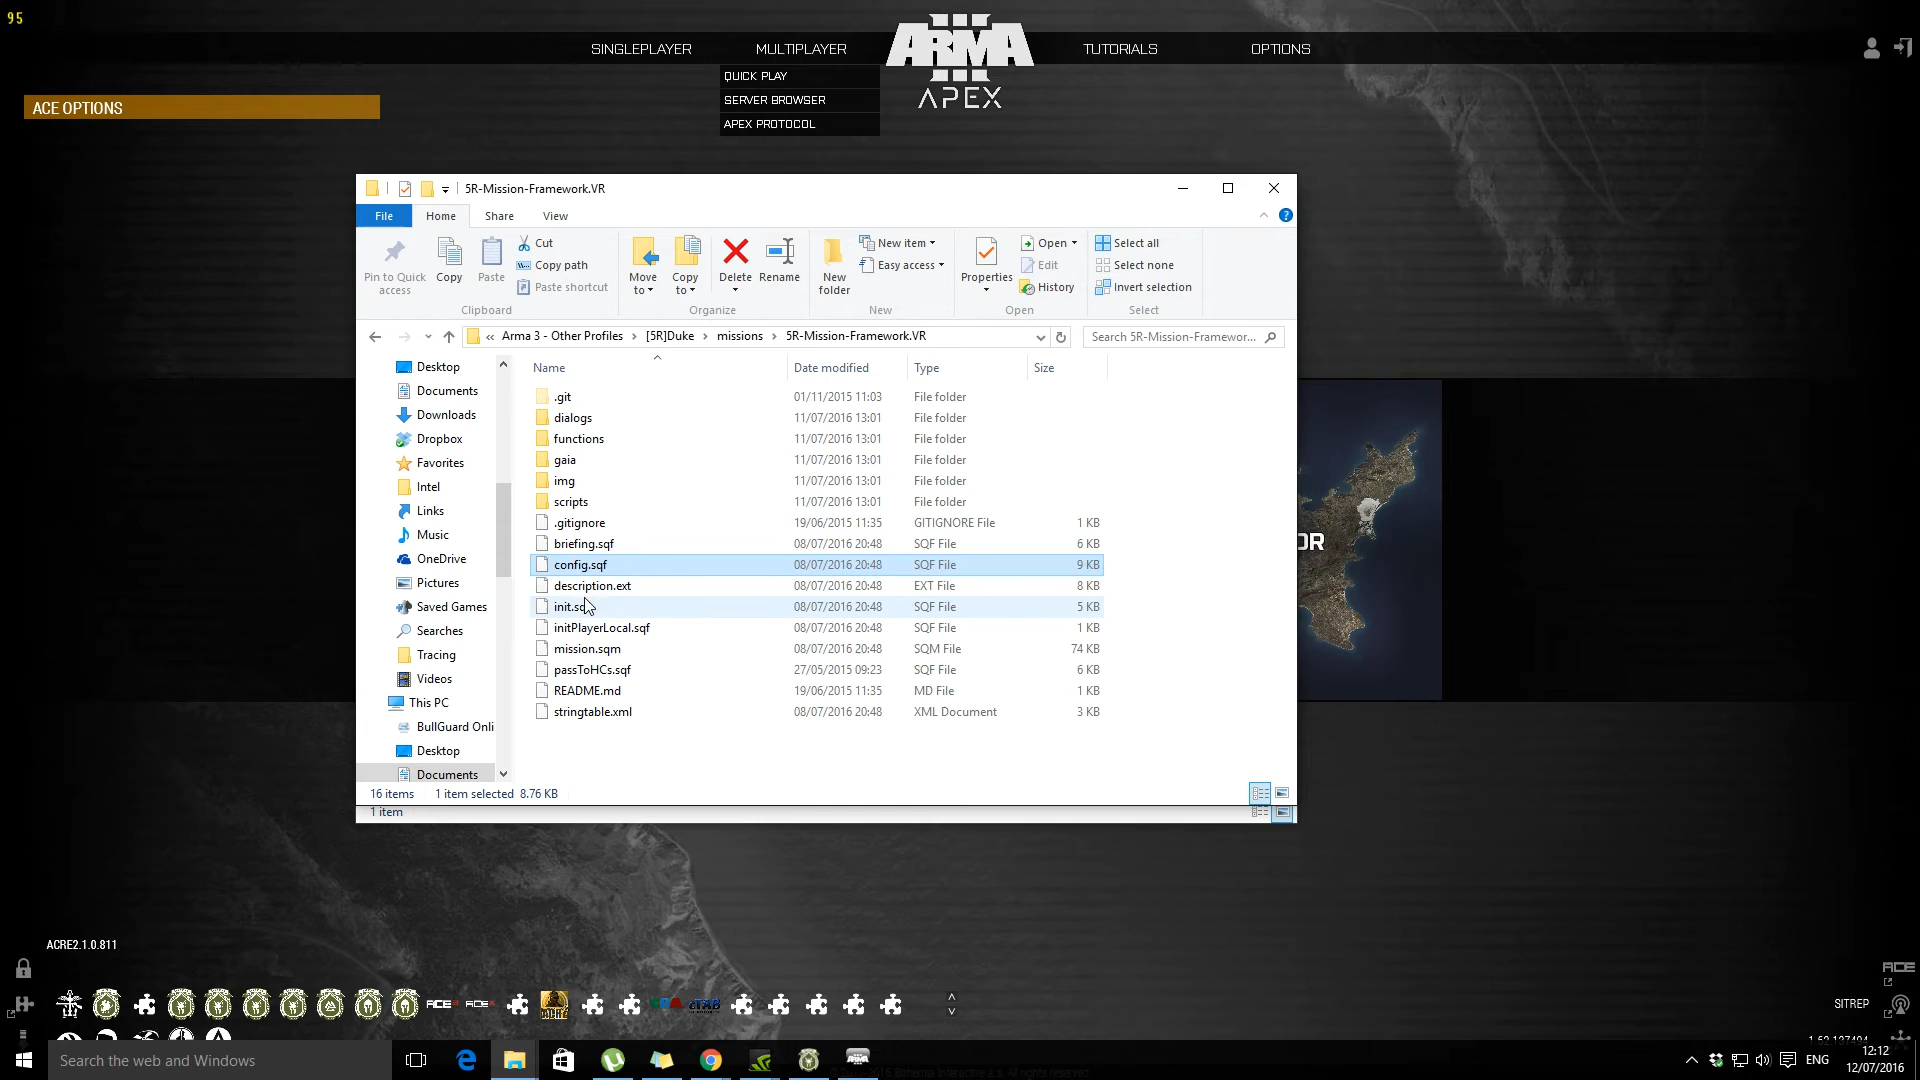 95
SINGLEPLAYER
MULTIPLAYER
ARMA
III
APEX
TUTORIALS
OPTIONS
QUICK PLAY
SERVER BROWSER
APEX PROTOCOL
ACE OPTIONS
5R-Mission-Framework.VR
File
Home
Share
View
Pin to Quick access
Copy
Paste
Cut
Copy path
Paste shortcut
Clipboard
Move to
Copy to
Delete
Rename
Organize
New folder
New item
Easy access
New
Properties
Open
Edit
History
Open
Select all
Select none
Invert selection
Select
« Arma 3 - Other Profiles > [5R]Duke > missions > 5R-Mission-Framework.VR
Search 5R-Mission-Framewor...
Desktop
Documents
Downloads
Dropbox
Favorites
Intel
Links
Music
OneDrive
Pictures
Saved Games
Searches
Tracing
Videos
This PC
BullGuard Onli
Desktop
Documents
Name Date modified Type Size
.git 01/11/2015 11:03 File folder
dialogs 11/07/2016 13:01 File folder
functions 11/07/2016 13:01 File folder
gaia 11/07/2016 13:01 File folder
img 11/07/2016 13:01 File folder
scripts 11/07/2016 13:01 File folder
.gitignore 19/06/2015 11:35 GITIGNORE File 1 KB
briefing.sqf 08/07/2016 20:48 SQF File 6 KB
config.sqf 08/07/2016 20:48 SQF File 9 KB
description.ext 08/07/2016 20:48 EXT File 8 KB
init.sq 08/07/2016 20:48 SQF File 5 KB
initPlayerLocal.sqf 08/07/2016 20:48 SQF File 1 KB
mission.sqm 08/07/2016 20:48 SQM File 74 KB
passToHCs.sqf 27/05/2015 09:23 SQF File 6 KB
README.md 19/06/2015 11:35 MD File 1 KB
stringtable.xml 08/07/2016 20:48 XML Document 3 KB
16 items 1 item selected 8.76 KB
1 item
OR
ACRE2.1.0.811
ACE
SITREP
Search the web and Windows
ENG
12:12
12/07/2016